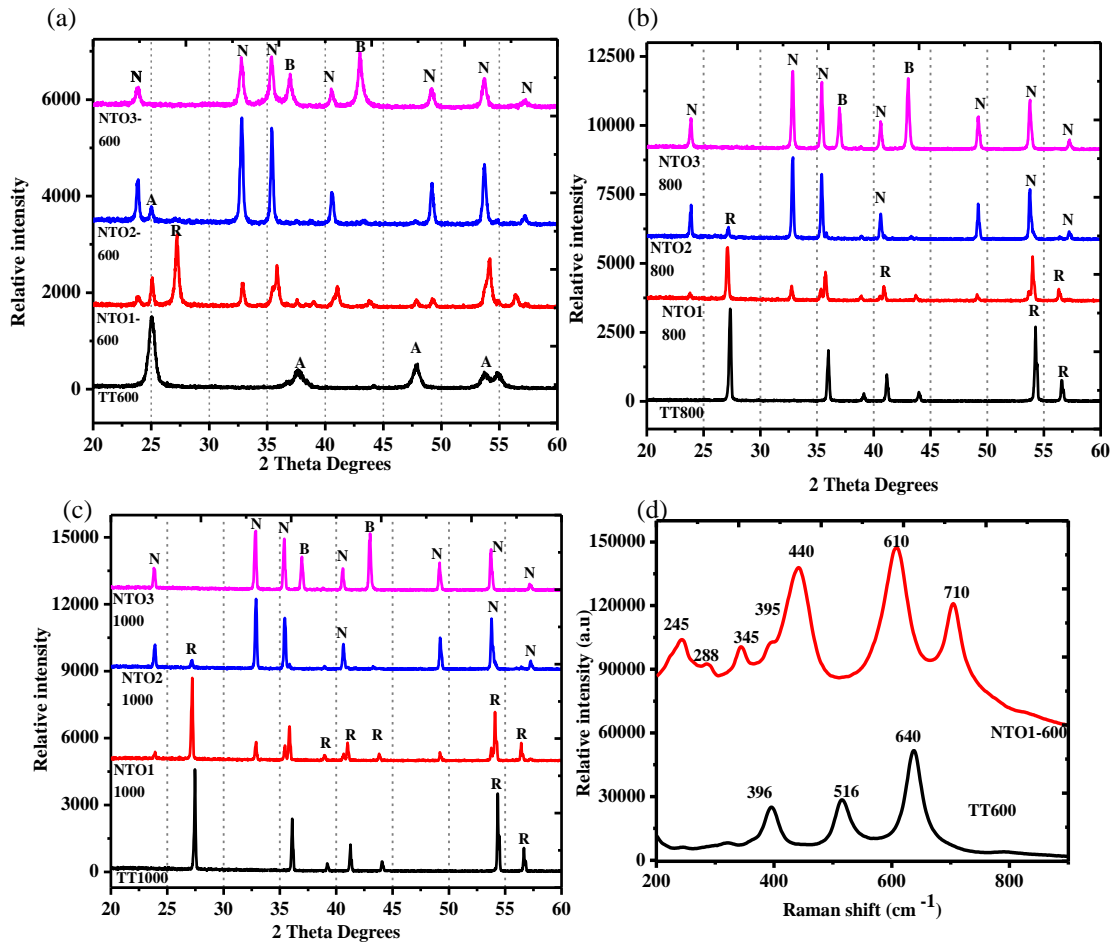 (a)
N N N B N B N N N
6000
NTO3-
600
4000
A
NTO2-
600
R
2000
NTO1-
600
A A A
0
TT600
20 25 30 35 40 45 50 55 60
2 Theta Degrees
Relative intensity
(b)
12500
N N N B N B N N N
10000
NTO3
800
7500
R N N N
NTO2
800
5000
R R
NTO1
800
2500
R R
0
TT800
20 25 30 35 40 45 50 55 60
2 Theta Degrees
Relative intensity
(c)
15000
N N N B N B N N N
NTO3
1000
12000
R N N N
9000
NTO2
1000
6000
R R R R R
NTO1
1000
3000
R R
0
TT1000
20 25 30 35 40 45 50 55 60
2 Theta Degrees
Relative intensity
(d)
150000
120000
90000
60000
30000
0
245 288 345 395 440 610 710
NTO1-600
396 516 640
TT600
200 400 600 800
Raman shift (cm -1)
Relative intensity (a.u)